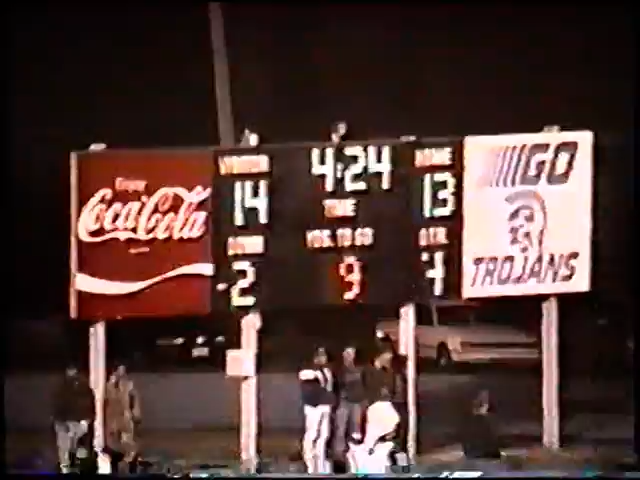 Enjoy
Coca-Cola
VISITOR
14
4:24
TIME
HOME
13
DOWN
2
YDS. TO GO
9
QTR.
4
GO
TROJANS